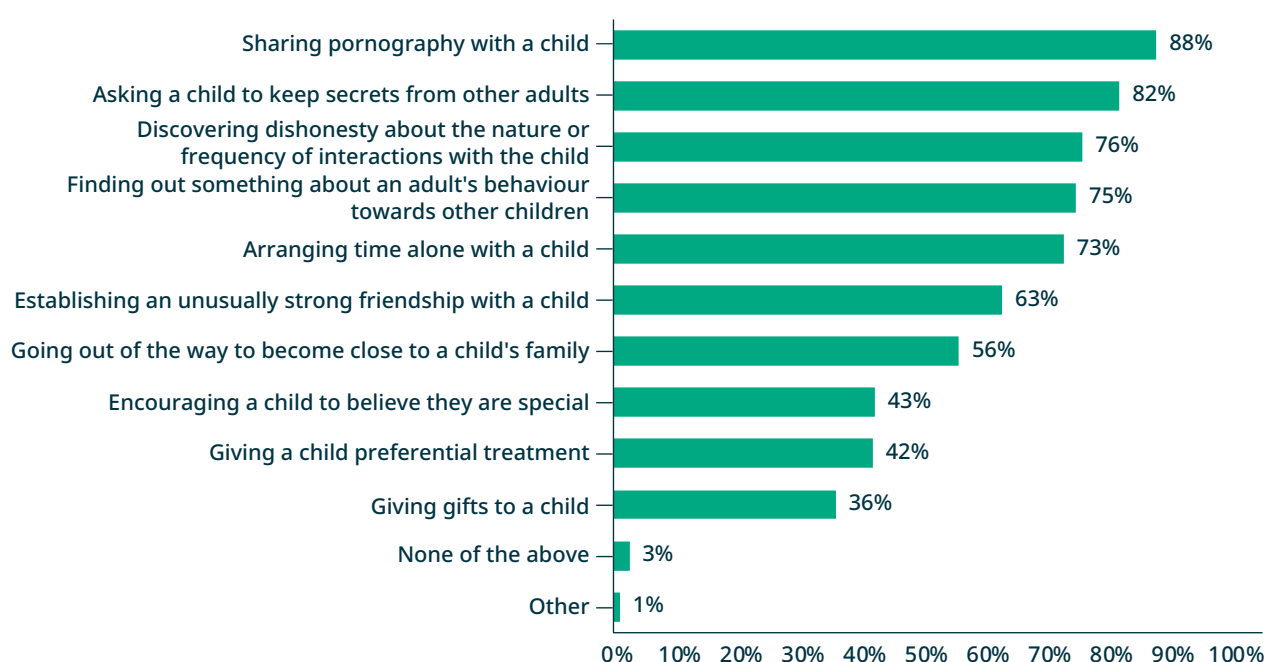 Sharing pornography with a child 88%
Asking a child to keep secrets from other adults 82%
Discovering dishonesty about the nature or
frequency of interactions with the child 76%
Finding out something about an adult's behaviour
towards other children 75%
Arranging time alone with a child 73%
Establishing an unusually strong friendship with a child 63%
Going out of the way to become close to a child's family 56%
Encouraging a child to believe they are special 43%
Giving a child preferential treatment 42%
Giving gifts to a child 36%
None of the above 3%
Other 1%
0% 10% 20% 30% 40% 50% 60% 70% 80% 90% 100%